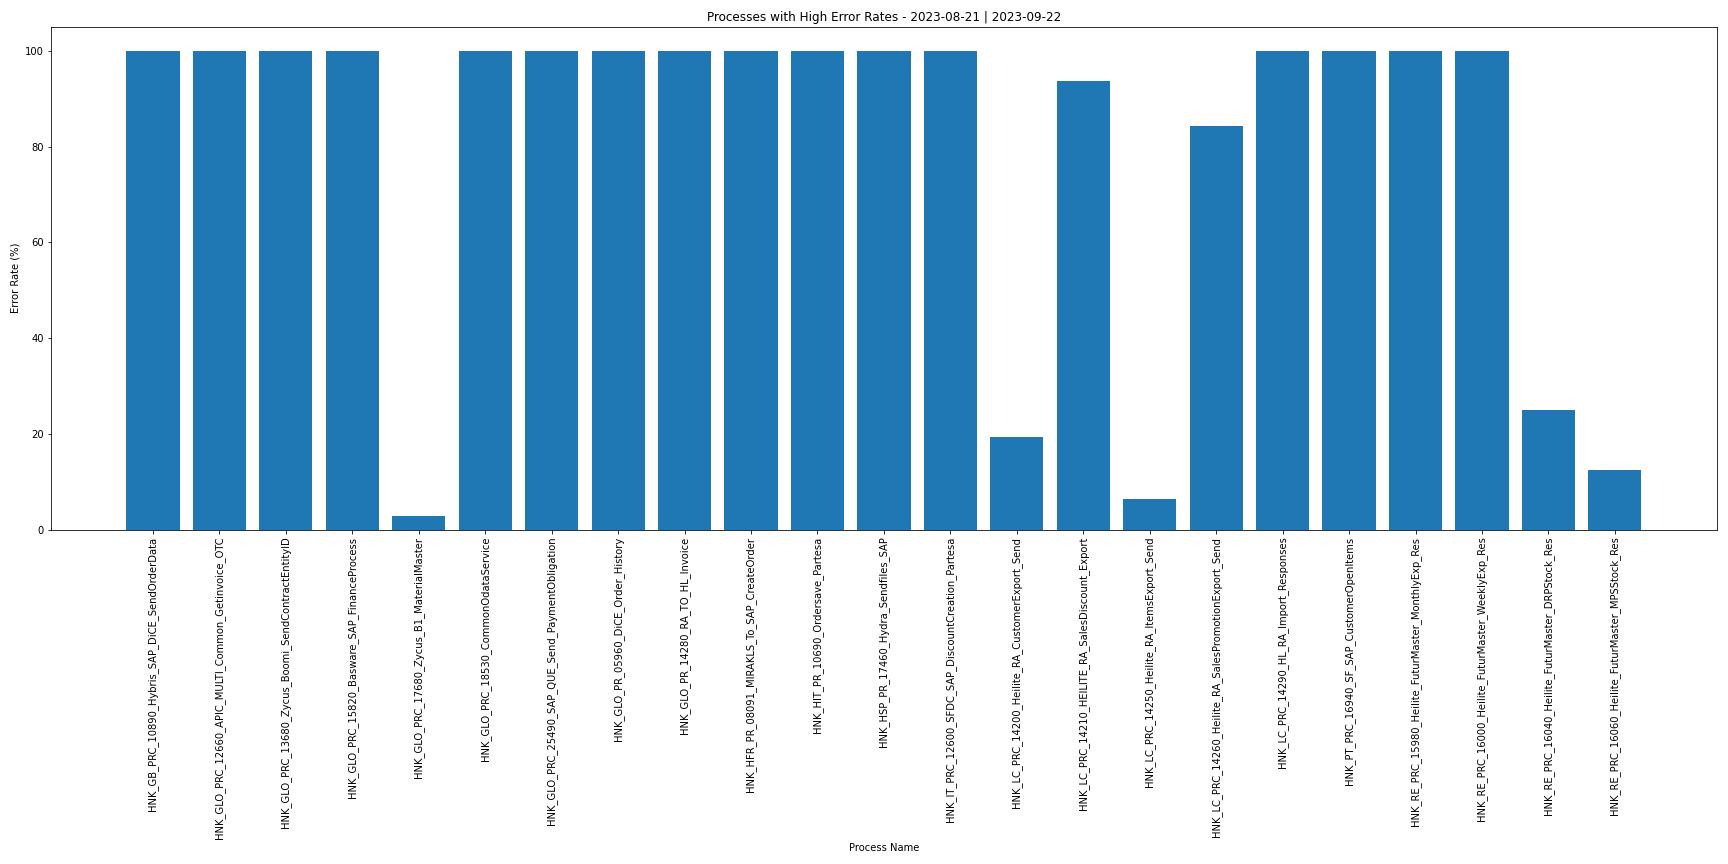 Processes with High Error Rates - 2023-08-21 | 2023-09-22
Error Rate (%)
100
80
60
40
20
0
HNK_GB_PRC_10890_Hybris_SAP_DiCE_SendOrderData
HNK_GLO_PRC_12660_APIC_MULTI_Common_GetInvoice_OTC
HNK_GLO_PRC_13680_Zycus_Boomi_SendContractEntityID
HNK_GLO_PRC_15820_Basware_SAP_FinanceProcess
HNK_GLO_PRC_17680_Zycus_B1_MaterialMaster
HNK_GLO_PRC_18530_CommonOdataService
HNK_GLO_PRC_25490_SAP_QUE_Send_PaymentObligation
HNK_GLO_PR_05960_DiCE_Order_History
HNK_GLO_PR_14280_RA_TO_HL_Invoice
HNK_HFR_PR_08091_MIRAKLS_To_SAP_CreateOrder
HNK_HIT_PR_10690_Ordersave_Partesa
HNK_HSP_PR_17460_Hydra_Sendfiles_SAP
HNK_IT_PRC_12600_SFDC_SAP_DiscountCreation_Partesa
HNK_LC_PRC_14200_Heilite_RA_CustomerExport_Send
HNK_LC_PRC_14210_HEILITE_RA_SalesDiscount_Export
HNK_LC_PRC_14250_Heilite_RA_ItemsExport_Send
HNK_LC_PRC_14260_Heilite_RA_SalesPromotionExport_Send
HNK_LC_PRC_14290_HL_RA_Import_Responses
HNK_PT_PRC_16940_SF_SAP_CustomerOpenItems
HNK_RE_PRC_15980_Heilite_FuturMaster_MonthlyExp_Res
HNK_RE_PRC_16000_Heilite_FuturMaster_WeeklyExp_Res
HNK_RE_PRC_16040_Heilite_FuturMaster_DRPStock_Res
HNK_RE_PRC_16060_Heilite_FuturMaster_MPSStock_Res
Process Name